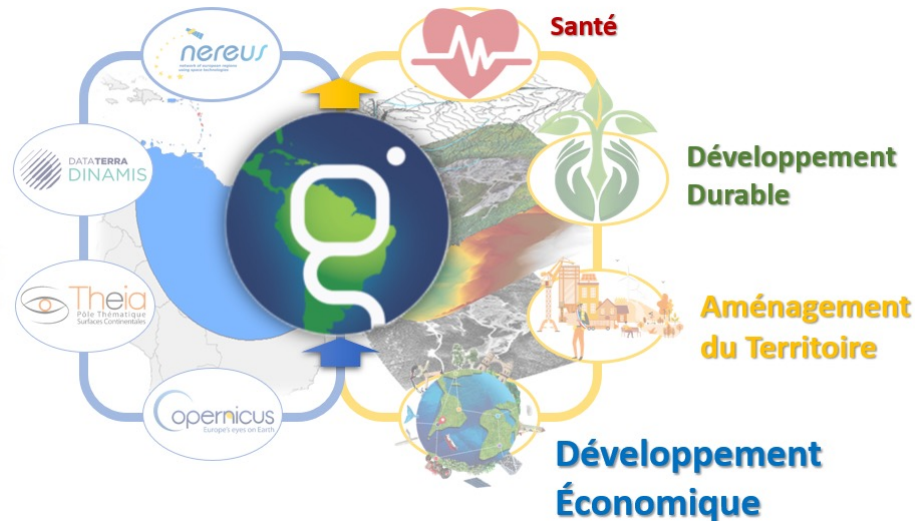 nereus
network of european regions
using space technologies
DATATERRA
DINAMIS
Theia
Pôle Thématique
Surfaces Continentales
Copernicus
Europe's eyes on Earth
g
Santé
Développement
Durable
Aménagement
du Territoire
Développement
Économique